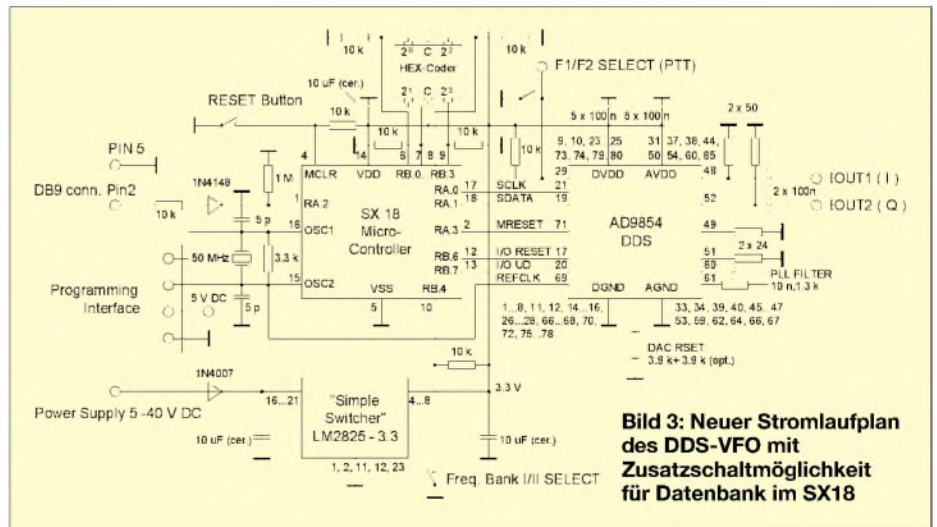 10 k
2⁰ C 2²
10 k
HEX-Coder
F1/F2 SELECT (PTT)
10 uF (cer.)
2¹ C 2³
RESET Button
10 k
10 k
10 k
5 x 100 n
8 x 100 n
2 x 50
PIN 5
4
14
6
7
8
9
10 k
9, 10, 23
73, 74, 79,
25
80
31
50
37, 38, 44,
54, 60, 65
DB9 conn. Pin2
1N4148
1 M
MCLR
VDD
RB.0
RB.3
29
DVDD
AVDD
48
2 x 100n
IOUT1 ( I )
IOUT2 ( Q )
10 k
5 p
1
RA.2
SX 18
Micro-
Controller
RA.0
RA.1
17
18
SCLK
SDATA
21
19
52
16
OSC1
RA.3
2
MRESET
71
AD9854
DDS
49
50 MHz
3.3 k
RB.6
RB.7
12
13
I/O RESET
I/O UD
17
20
51
2 x 24
15
OSC2
REFCLK
69
61
PLL FILTER
10 n,1.3 k
Programming
Interface
5 V DC
5 p
VSS
RB.4
5
10
DGND
AGND
1...8, 11, 12, 14...16,
26...28, 66...68, 70,
72, 75...78
33, 34, 39, 40, 45...47
53, 59, 62, 64, 66, 67
10 k
DAC RSET
3.9 k+3.9 k (opt.)
1N4007
3.3 V
Power Supply 5 -40 V DC
16...21
"Simple
Switcher"
LM2825 - 3.3
4...8
10 uF (cer.)
10 uF (cer.)
1, 2, 11, 12, 23
Freq. Bank I/II SELECT
Bild 3: Neuer Stromlaufplan
des DDS-VFO mit
Zusatzschaltmöglichkeit
für Datenbank im SX18